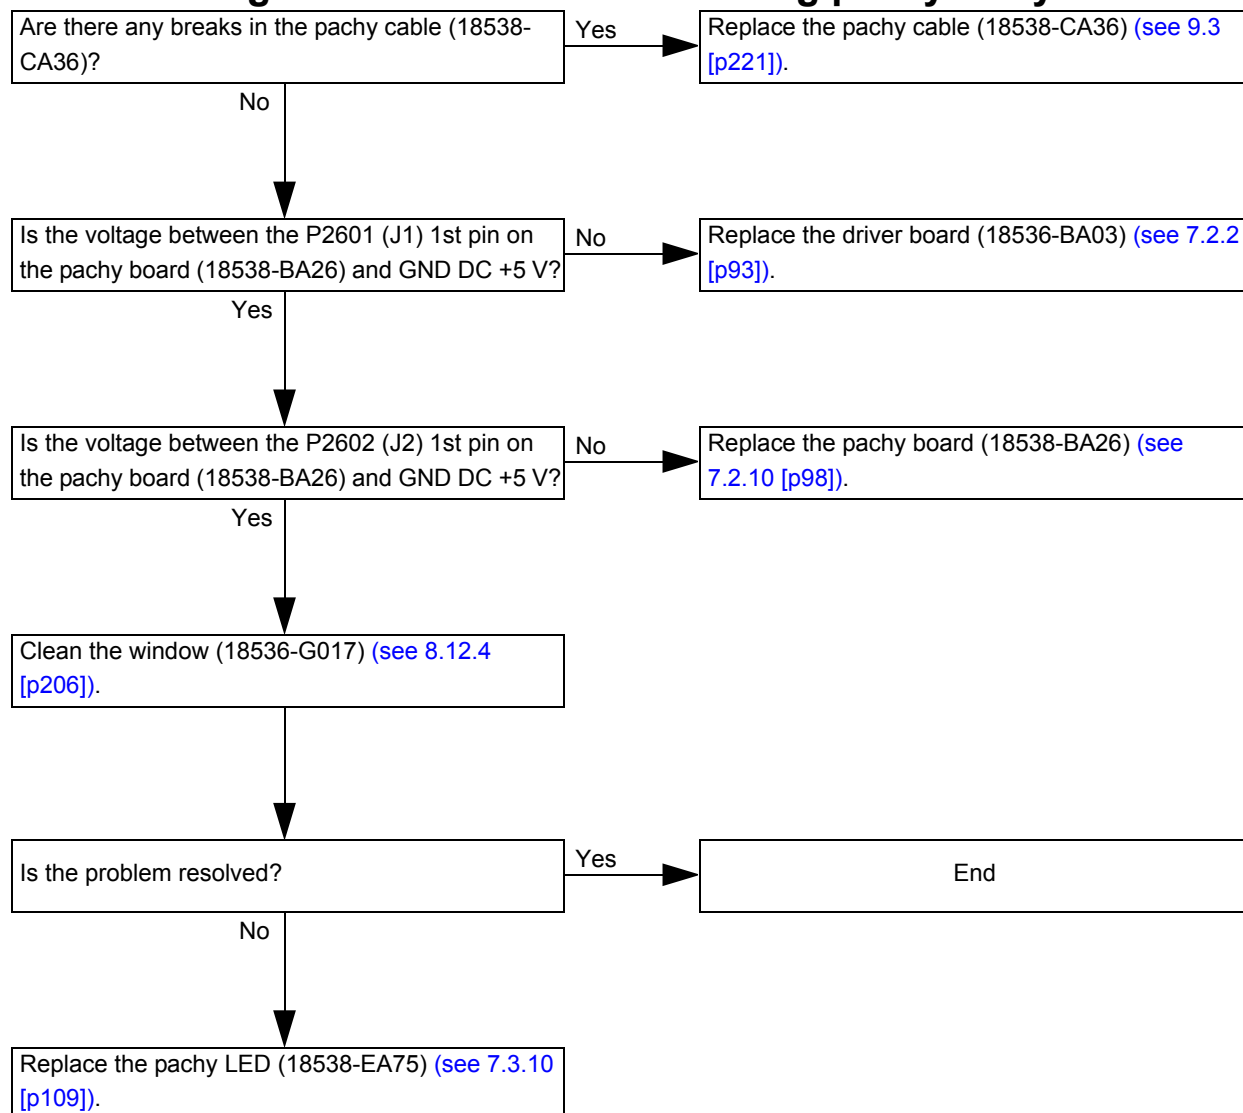 Are there any breaks in the pachy cable (18538-
CA36)?
Yes
Replace the pachy cable (18538-CA36) (see 9.3
[p221]).
No
Is the voltage between the P2601 (J1) 1st pin on
the pachy board (18538-BA26) and GND DC +5 V?
No
Replace the driver board (18536-BA03) (see 7.2.2
[p93]).
Yes
Is the voltage between the P2602 (J2) 1st pin on
the pachy board (18538-BA26) and GND DC +5 V?
No
Replace the pachy board (18538-BA26) (see
7.2.10 [p98]).
Yes
Clean the window (18536-G017) (see 8.12.4
[p206]).
Is the problem resolved?
Yes
End
No
Replace the pachy LED (18538-EA75) (see 7.3.10
[p109]).